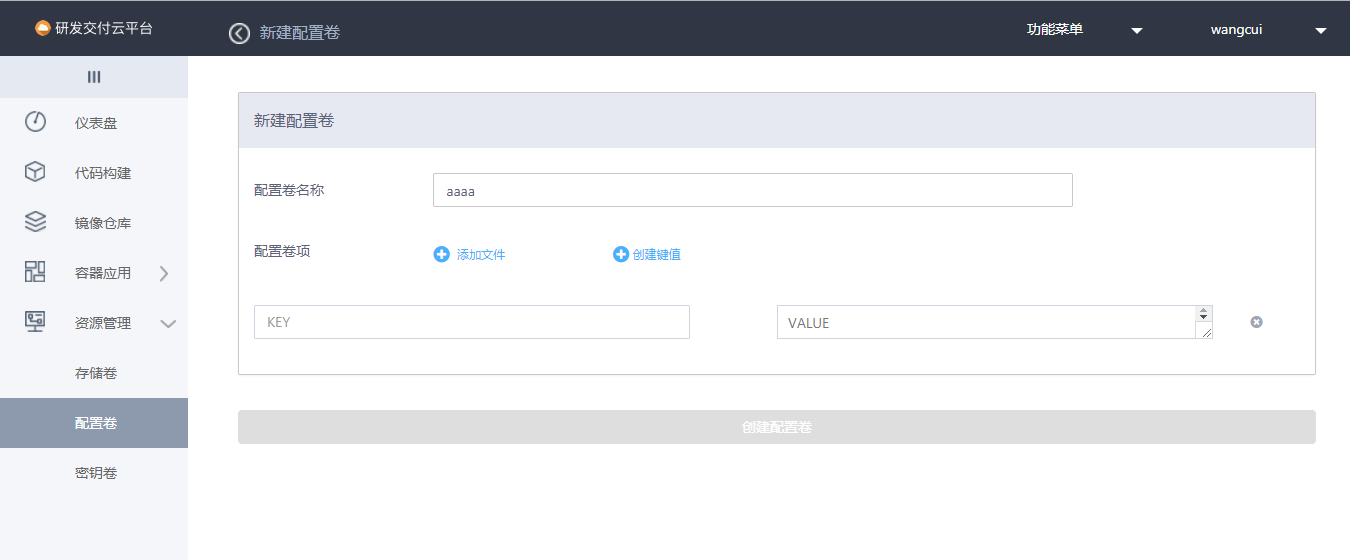 研发交付云平台
新建配置卷
功能菜单
wangcui
仪表盘
代码构建
镜像仓库
容器应用
资源管理
存储卷
配置卷
密钥卷
新建配置卷
配置卷名称
aaaa
配置卷项
添加文件
创建键值
KEY
VALUE
创建配置卷